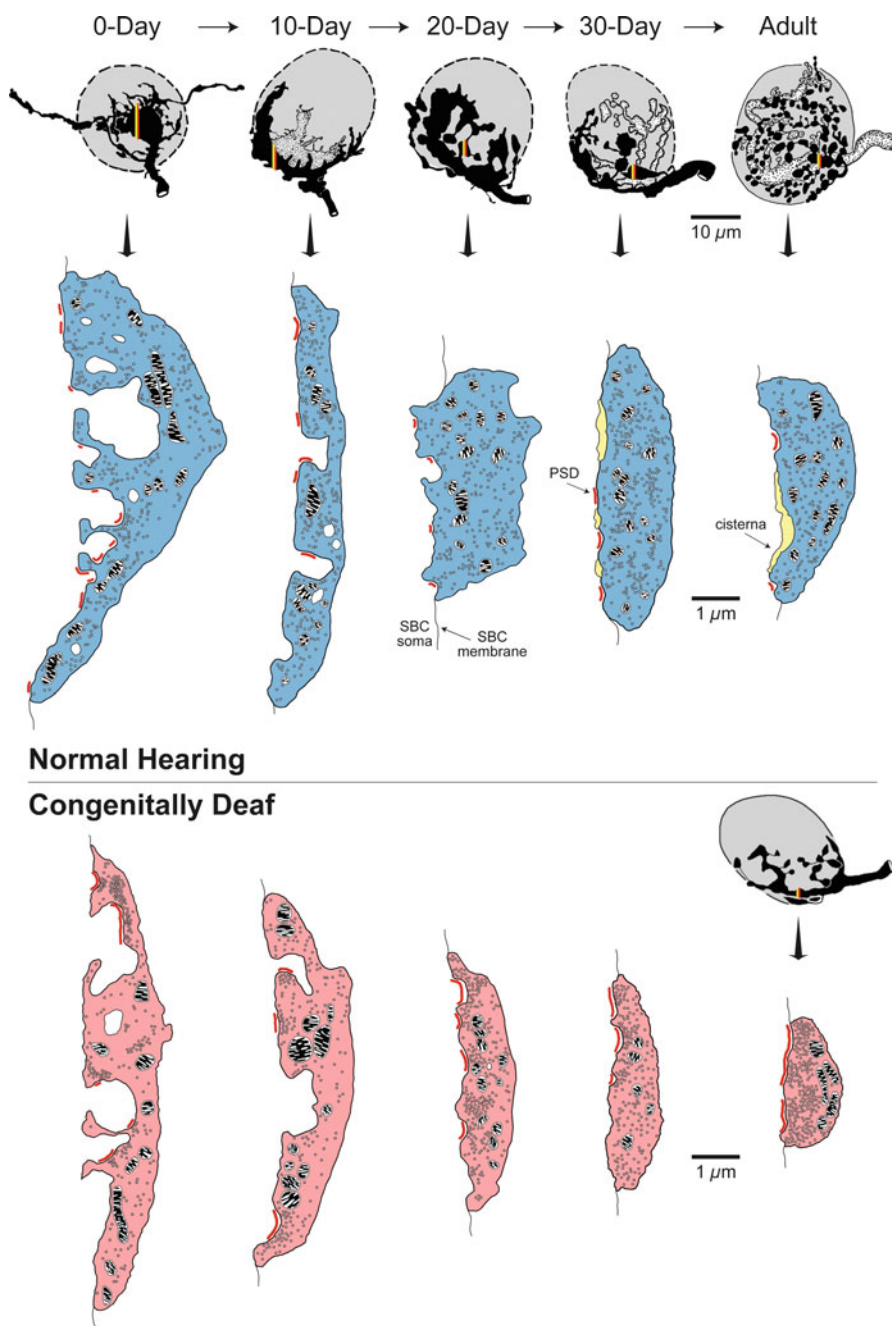 0-Day → 10-Day → 20-Day → 30-Day → Adult
10 µm
PSD
cisterna
1 µm
SBC soma
SBC membrane
Normal Hearing
Congenitally Deaf
1 µm